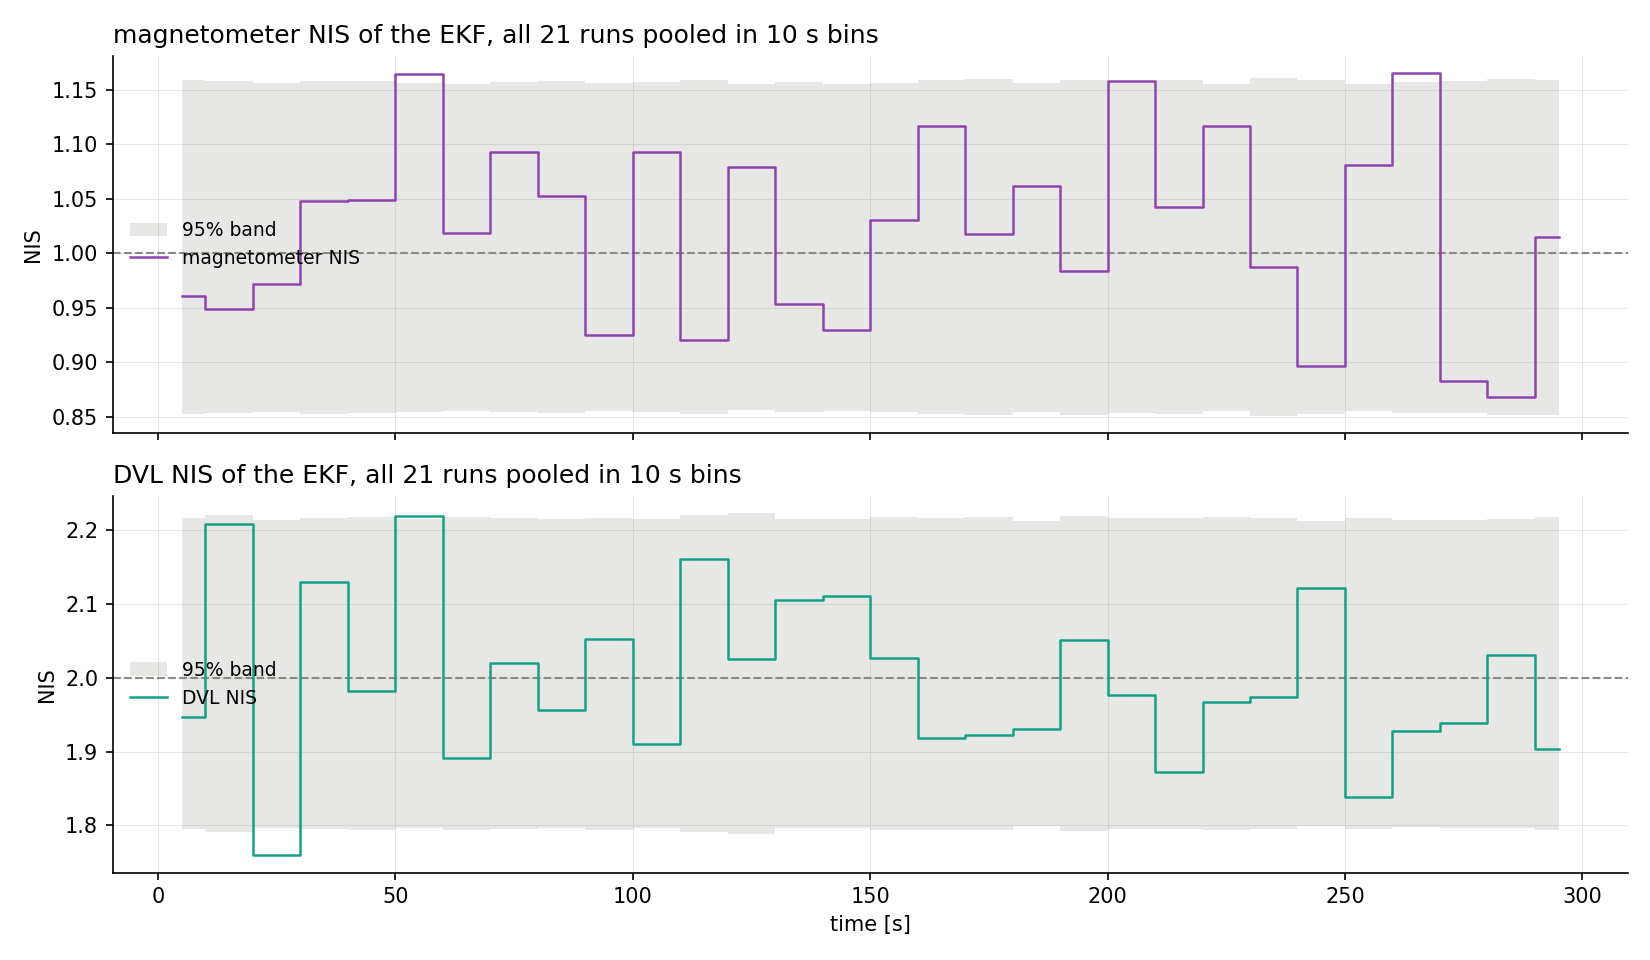 magnetometer NIS of the EKF, all 21 runs pooled in 10 s bins
1.15
1.10
1.05
1.00
0.95
0.90
0.85
NIS
95% band
magnetometer NIS
DVL NIS of the EKF, all 21 runs pooled in 10 s bins
2.2
2.1
2.0
1.9
1.8
NIS
95% band
DVL NIS
0 50 100 150 200 250 300
time [s]